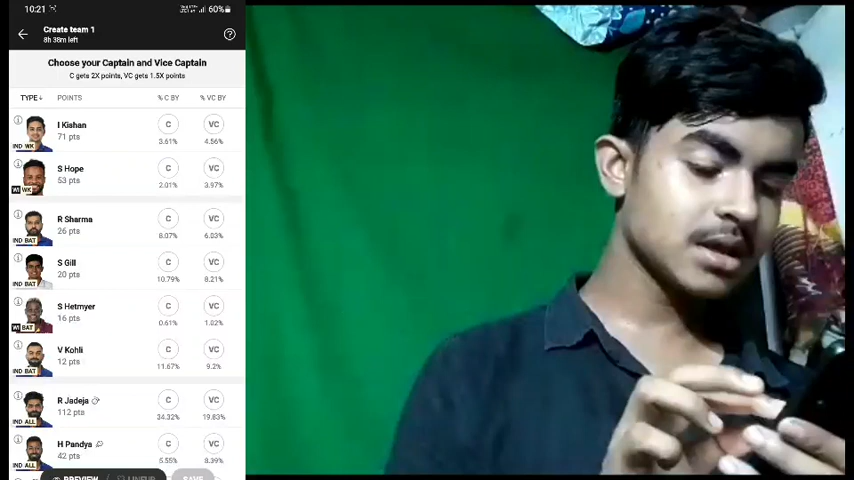 10:21 60%
Create team 1
8h 38m left
Choose your Captain and Vice Captain
C gets 2X points, VC gets 1.5X points
TYPE POINTS % C BY % VC BY
I Kishan C VC
71 pts
IND WK 3.61% 4.56%
S Hope C VC
53 pts
WI WK 2.01% 3.97%
R Sharma C VC
26 pts
IND BAT 8.07% 6.03%
S Gill C VC
20 pts
IND BAT 10.79% 8.21%
S Hetmyer C VC
16 pts
WI BAT 0.61% 1.02%
V Kohli C VC
12 pts
IND BAT 11.67% 9.2%
R Jadeja C VC
112 pts
IND ALL 34.32% 19.83%
H Pandya C VC
42 pts
IND ALL 5.55% 8.39%
PREVIEW LINEUP SAVE